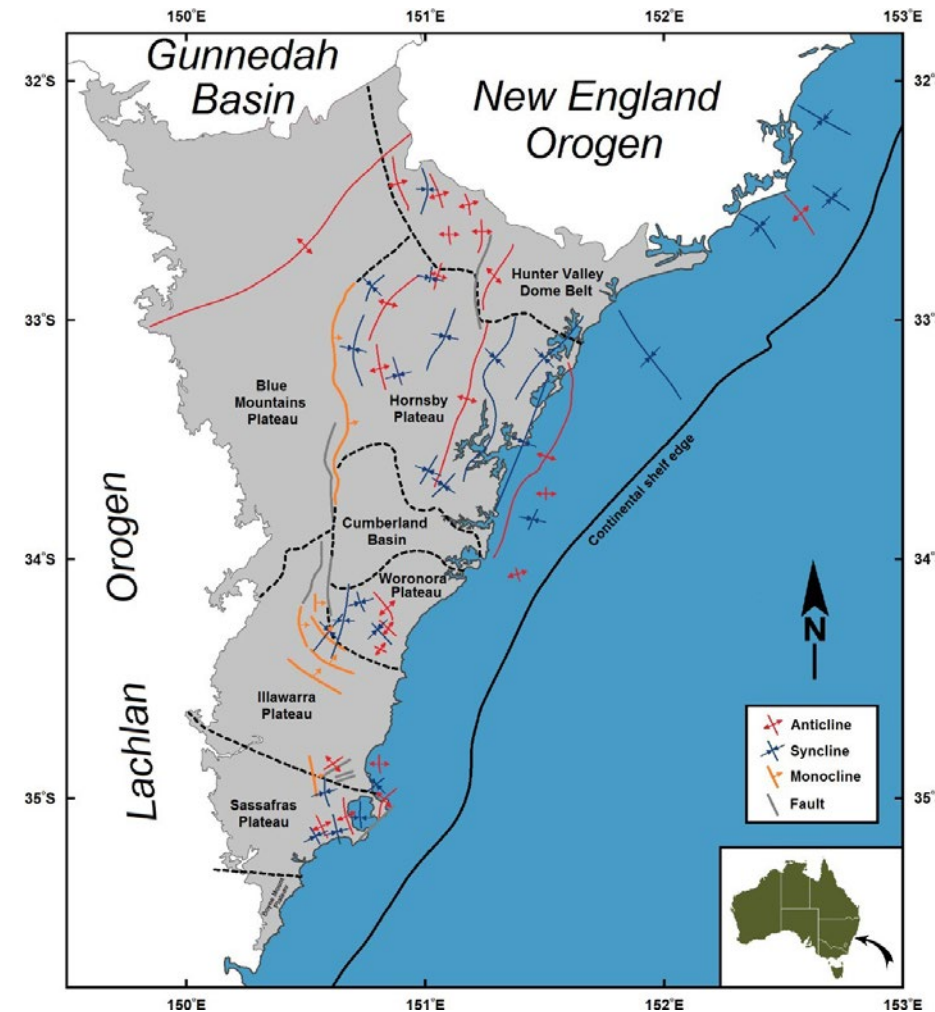 150°E
151°E
152°E
153°E
32°S
32°S
33°S
33°S
34°S
34°S
35°S
35°S
150°E
151°E
152°E
153°E
Gunnedah
Basin
New England
Orogen
Hunter Valley
Dome Belt
Blue
Mountains
Plateau
Hornsby
Plateau
Cumberland
Basin
Woronora
Plateau
Continental shelf edge
Orogen
Lachlan
Illawarra
Plateau
Sassafras
Plateau
Plateau
N
Anticline
Syncline
Monocline
Fault